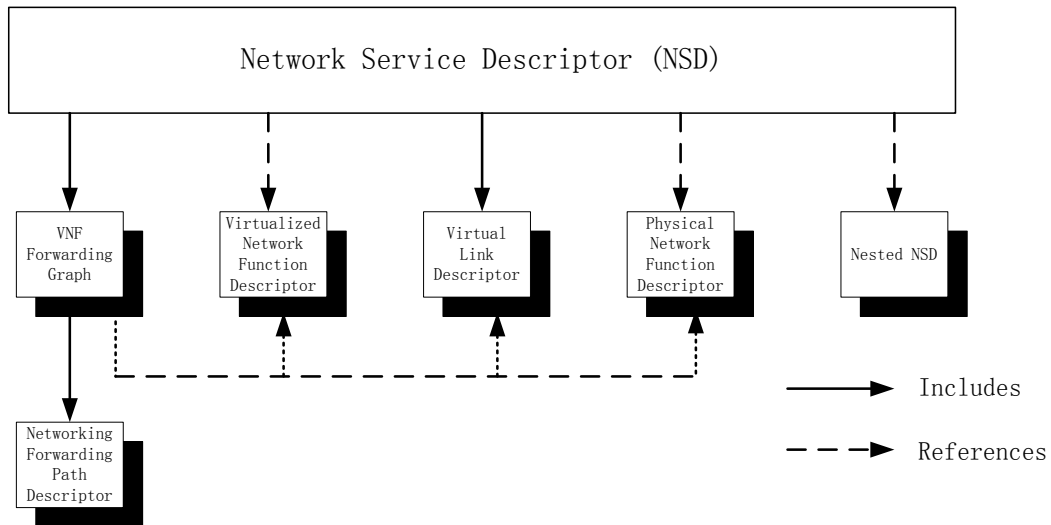 Network Service Descriptor (NSD)
VNF
Forwarding
Graph
Virtualized
Network
Function
Descriptor
Virtual
Link
Descriptor
Physical
Network
Function
Descriptor
Nested NSD
Includes
References
Networking
Forwarding
Path
Descriptor